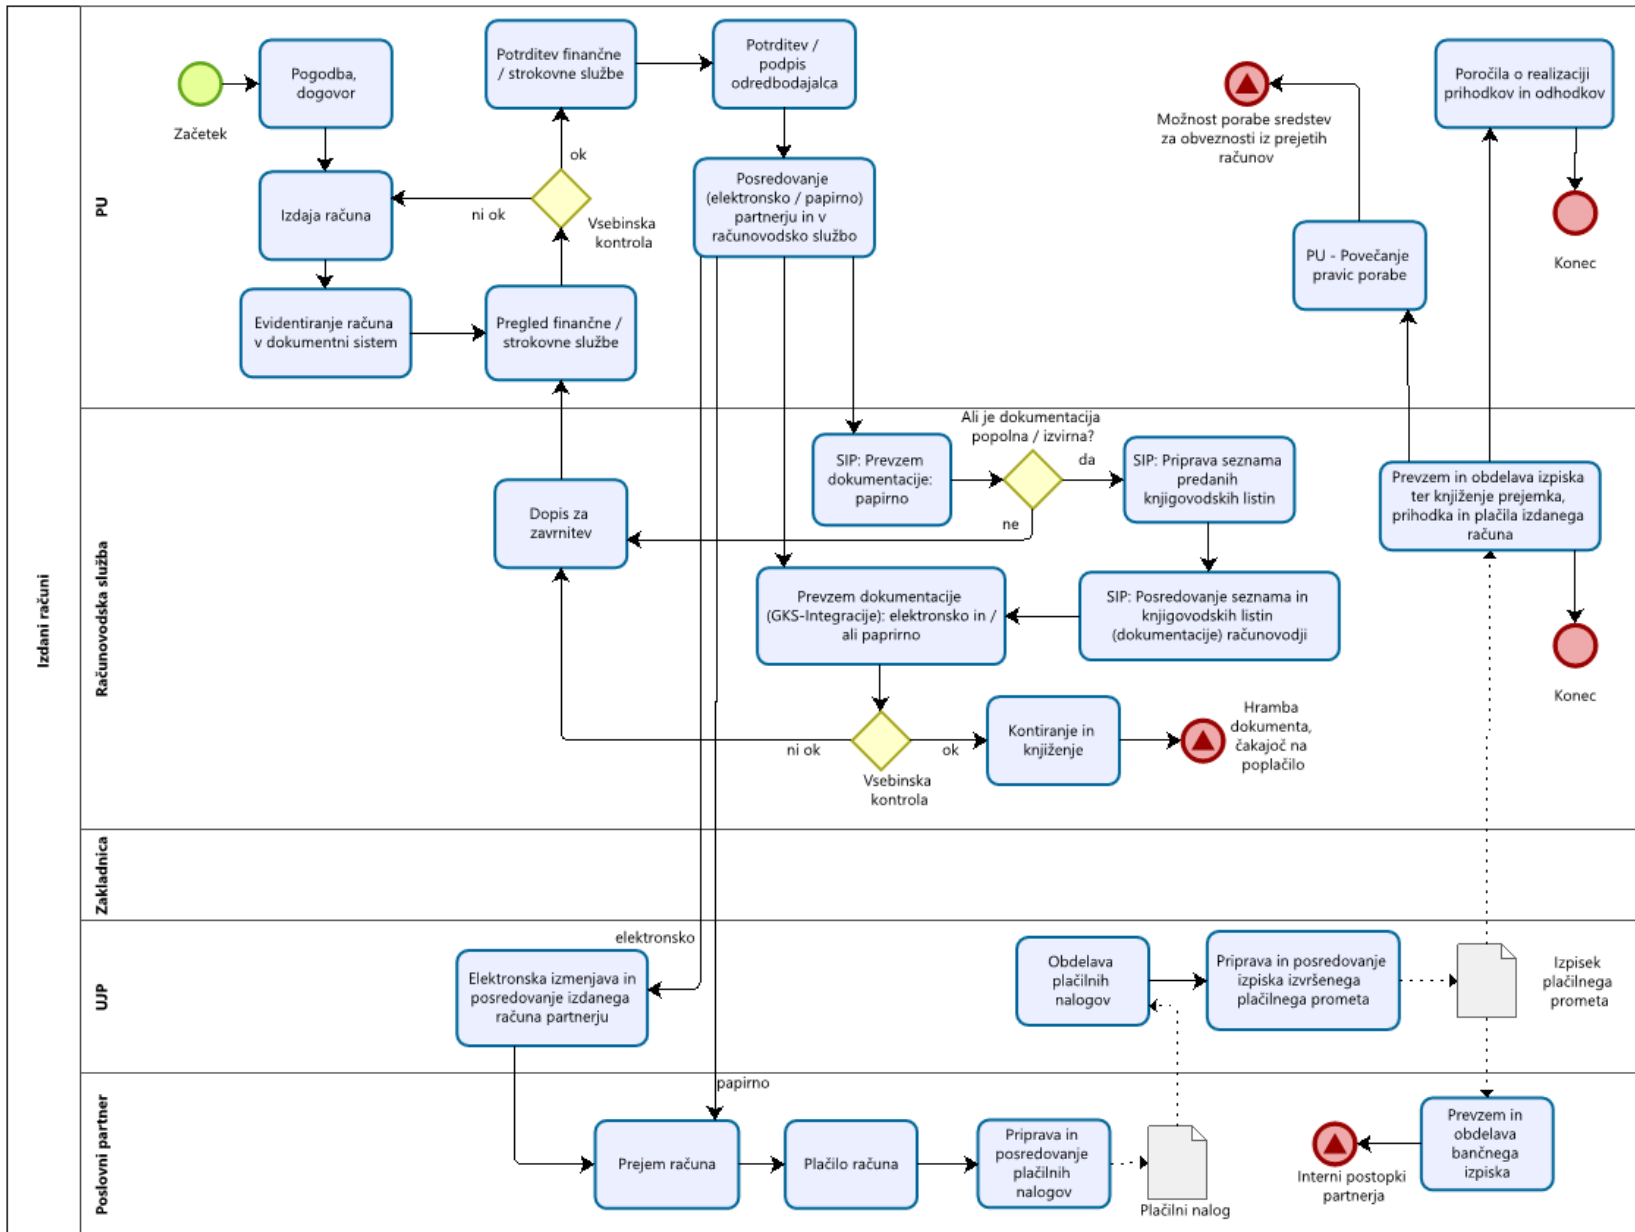 Izdani računi
PU
Začetek
Pogodba,
dogovor
Izdaja računa
Evidentiranje računa
v dokumentni sistem
Potrditev finančne
/ strokovne službe
ok
ni ok
Vsebinska
kontrola
Pregled finančne /
strokovne službe
Potrditev /
podpis
odredbodajalca
Posredovanje
(elektronsko / papirno)
partnerju in v
računovodsko službo
Možnost porabe sredstev
za obveznosti iz prejetih
računov
PU - Povečanje
pravic porabe
Poročila o realizaciji
prihodkov in odhodkov
Konec
Računovodska služba
Dopis za
zavrnitev
SIP: Prevzem
dokumentacije:
papirno
Ali je dokumentacija
popolna / izvirna?
da
ne
SIP: Priprava seznama
predanih
knjigovodskih listin
SIP: Posredovanje seznama in
knjigovodskih listin
(dokumentacije) računovodji
Prevzem dokumentacije
(GKS-Integracije): elektronsko in /
ali paprirno
ni ok
ok
Vsebinska
kontrola
Kontiranje in
knjiženje
Hramba
dokumenta,
čakajoč na
poplačilo
Prevzem in obdelava izpiska
ter knjiženje prejemka,
prihodka in plačila izdanega
računa
Konec
Zakladnica
UJP
elektronsko
Elektronska izmenjava in
posredovanje izdanega
računa partnerju
Obdelava
plačilnih
nalogov
Priprava in posredovanje
izpiska izvršenega
plačilnega prometa
Izpisek
plačilnega
prometa
Poslovni partner
papirno
Prejem računa
Plačilo računa
Priprava in
posredovanje
plačilnih
nalogov
Plačilni nalog
Interni postopki
partnerja
Prevzem in
obdelava
bančnega
izpiska